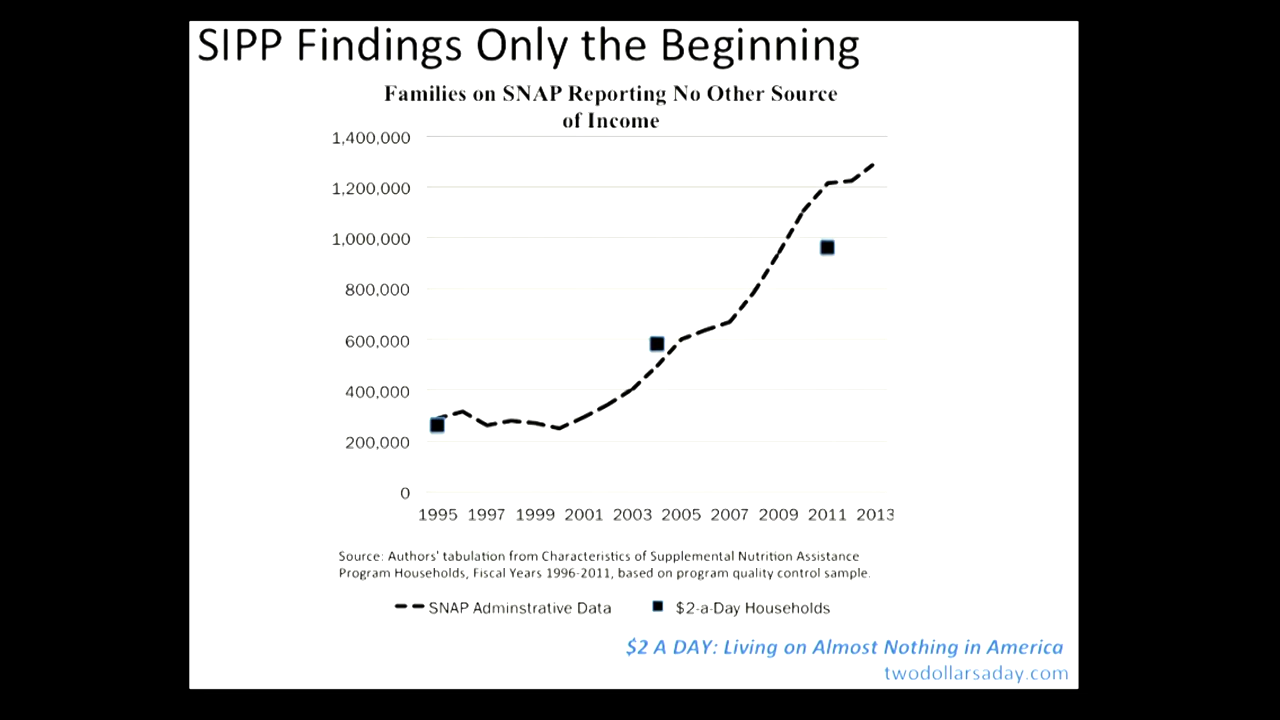 SIPP Findings Only the Beginning
Families on SNAP Reporting No Other Source
of Income
1,400,000
1,200,000
1,000,000
800,000
600,000
400,000
200,000
0
1995 1997 1999 2001 2003 2005 2007 2009 2011 2013
Source: Authors' tabulation from Characteristics of Supplemental Nutrition Assistance
Program Households, Fiscal Years 1996-2011, based on program quality control sample.
SNAP Adminstrative Data $2-a-Day Households
$2 A DAY: Living on Almost Nothing in America
twodollarsaday.com